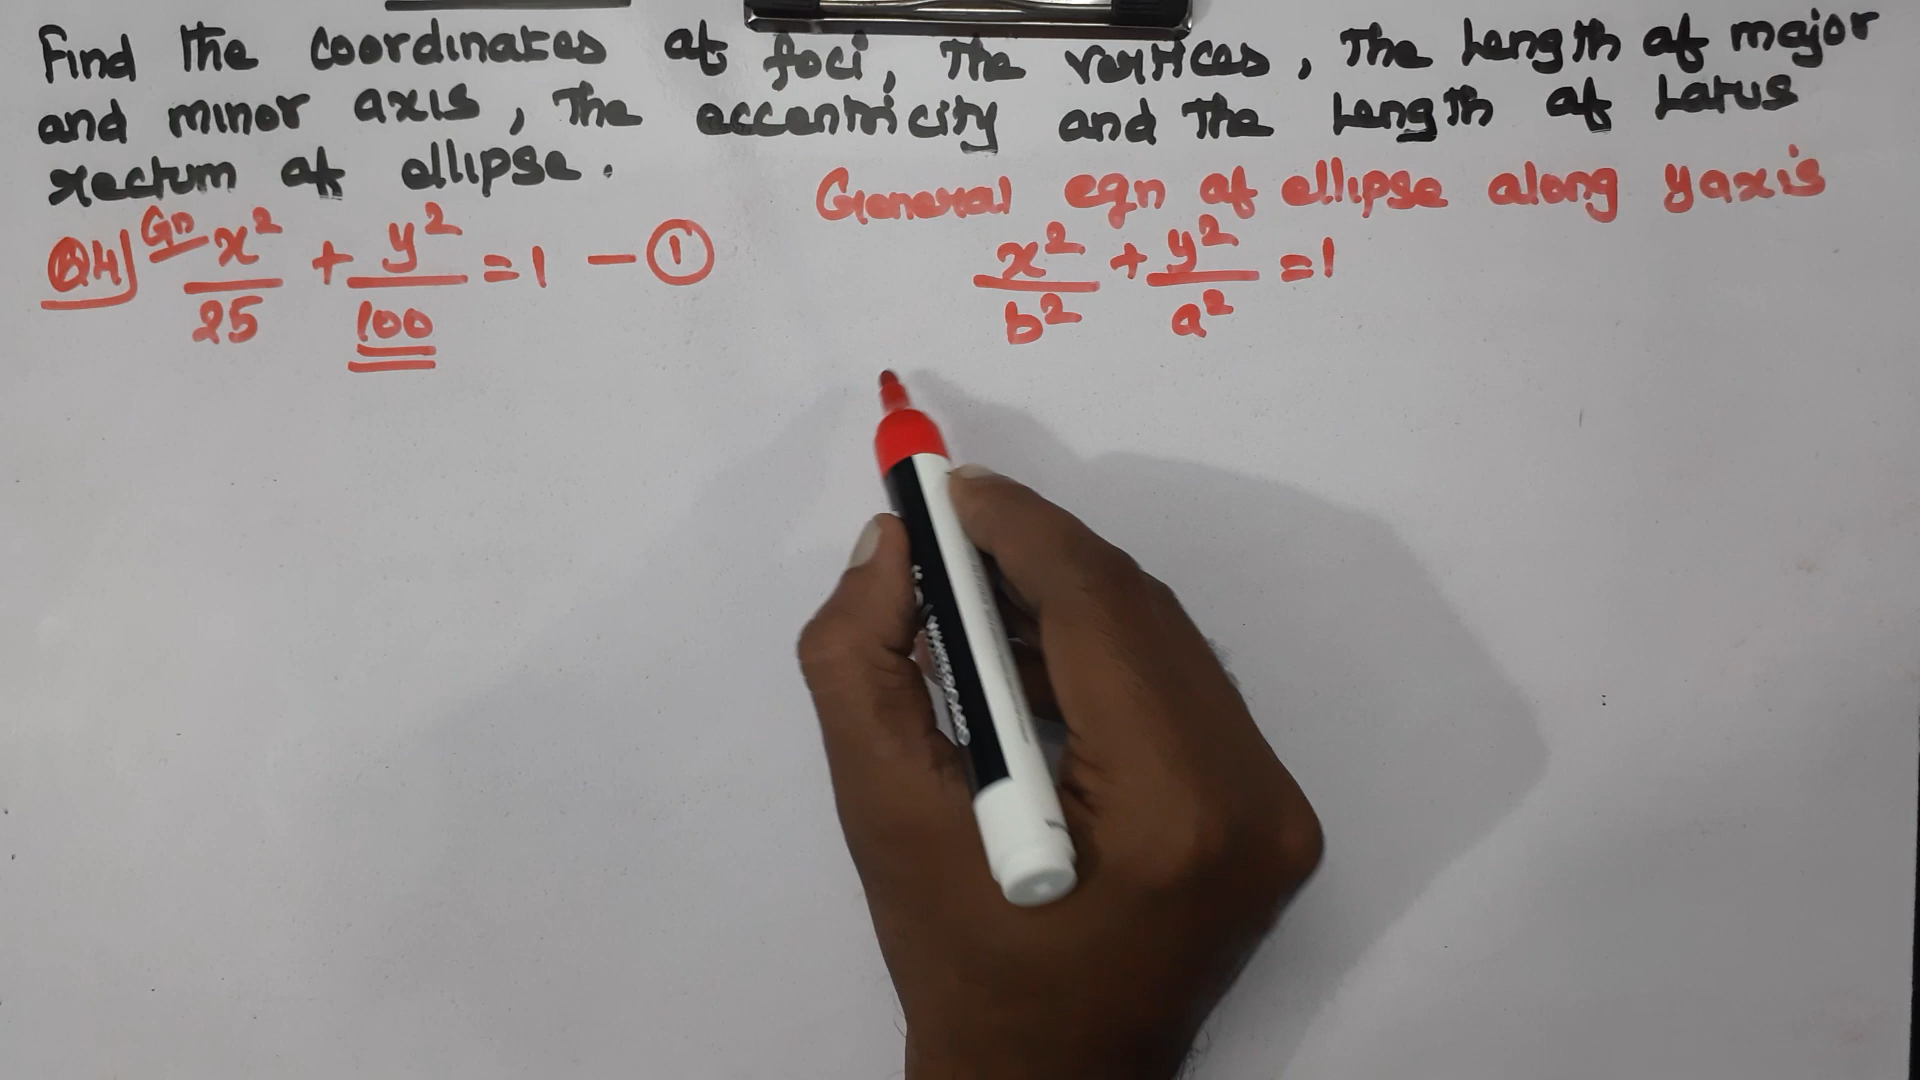 Find the coordinates of foci, The vertices, The Length of major
and minor axis, The eccentricity and The Length of Latus
rectum of ellipse.
General eqn of ellipse along y axis
Q4) Gn x²/25 + y²/100 = 1 — ①
x²/b² + y²/a² = 1